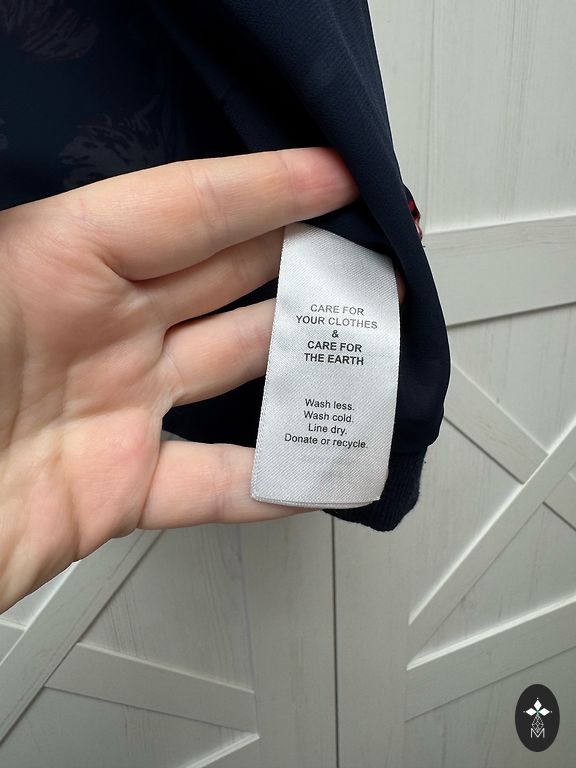 CARE FOR
YOUR CLOTHES
&
CARE FOR
THE EARTH
Wash less.
Wash cold.
Line dry.
Donate or recycle.
M